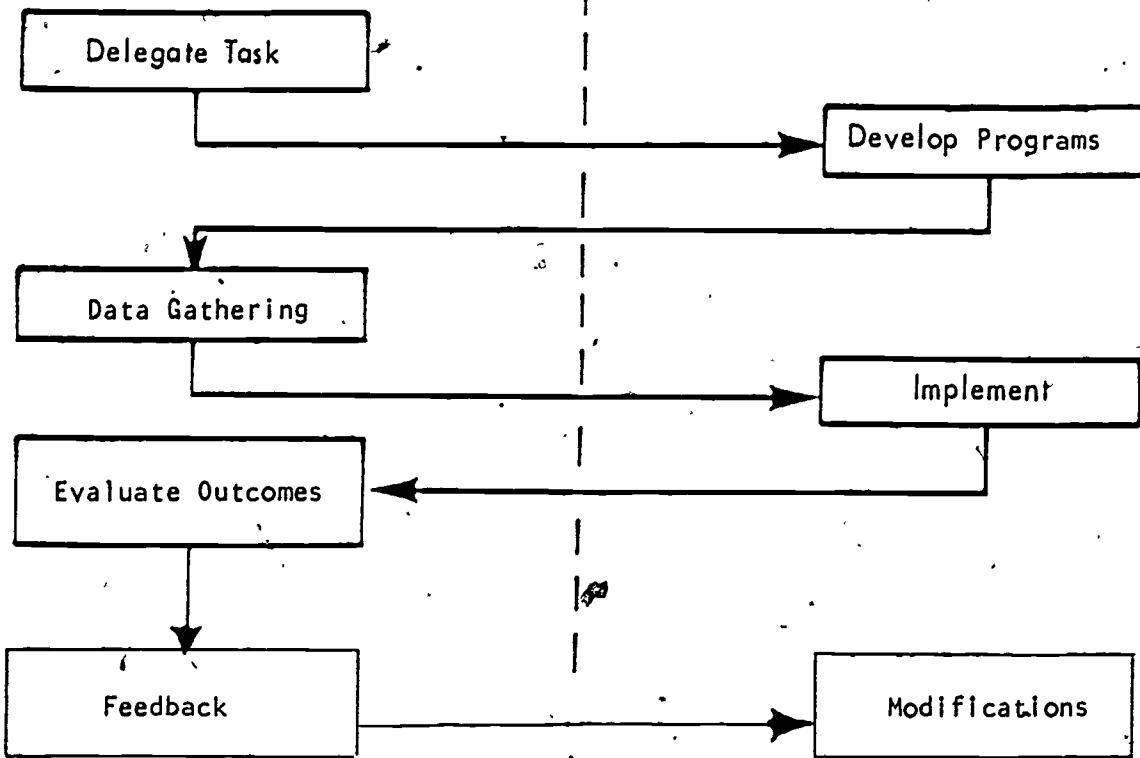 Delegate Task
Develop Programs
Data Gathering
Implement
Evaluate Outcomes
Feedback
Modifications